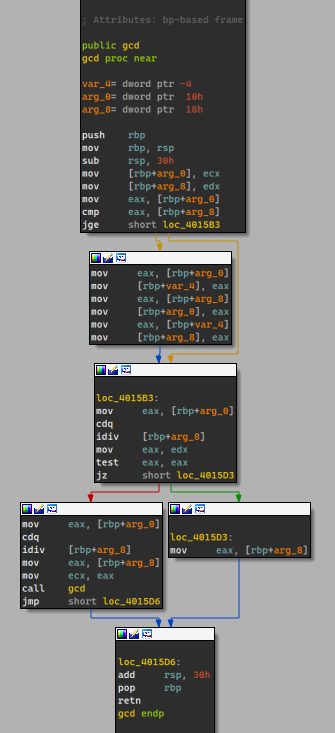 ; Attributes: bp-based frame
public gcd
gcd proc near
var_4= dword ptr -4
arg_0= dword ptr  10h
arg_8= dword ptr  18h
push    rbp
mov     rbp, rsp
sub     rsp, 30h
mov     [rbp+arg_0], ecx
mov     [rbp+arg_8], edx
mov     eax, [rbp+arg_0]
cmp     eax, [rbp+arg_8]
jge     short loc_4015B3
mov     eax, [rbp+arg_0]
mov     [rbp+var_4], eax
mov     eax, [rbp+arg_8]
mov     [rbp+arg_0], eax
mov     eax, [rbp+var_4]
mov     [rbp+arg_8], eax
loc_4015B3:
mov     eax, [rbp+arg_0]
cdq
idiv    [rbp+arg_8]
mov     eax, edx
test    eax, eax
jz      short loc_4015D3
mov     eax, [rbp+arg_0]
cdq
idiv    [rbp+arg_8]
mov     eax, [rbp+arg_8]
mov     ecx, eax
call    gcd
jmp     short loc_4015D6
loc_4015D3:
mov     eax, [rbp+arg_8]
loc_4015D6:
add     rsp, 30h
pop     rbp
retn
gcd endp